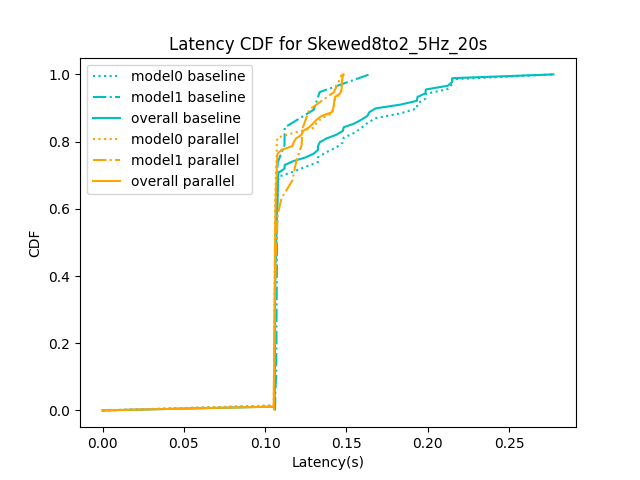 Latency CDF for Skewed8to2_5Hz_20s
model0 baseline
model1 baseline
overall baseline
model0 parallel
model1 parallel
overall parallel
CDF
1.0
0.8
0.6
0.4
0.2
0.0
0.00 0.05 0.10 0.15 0.20 0.25
Latency(s)